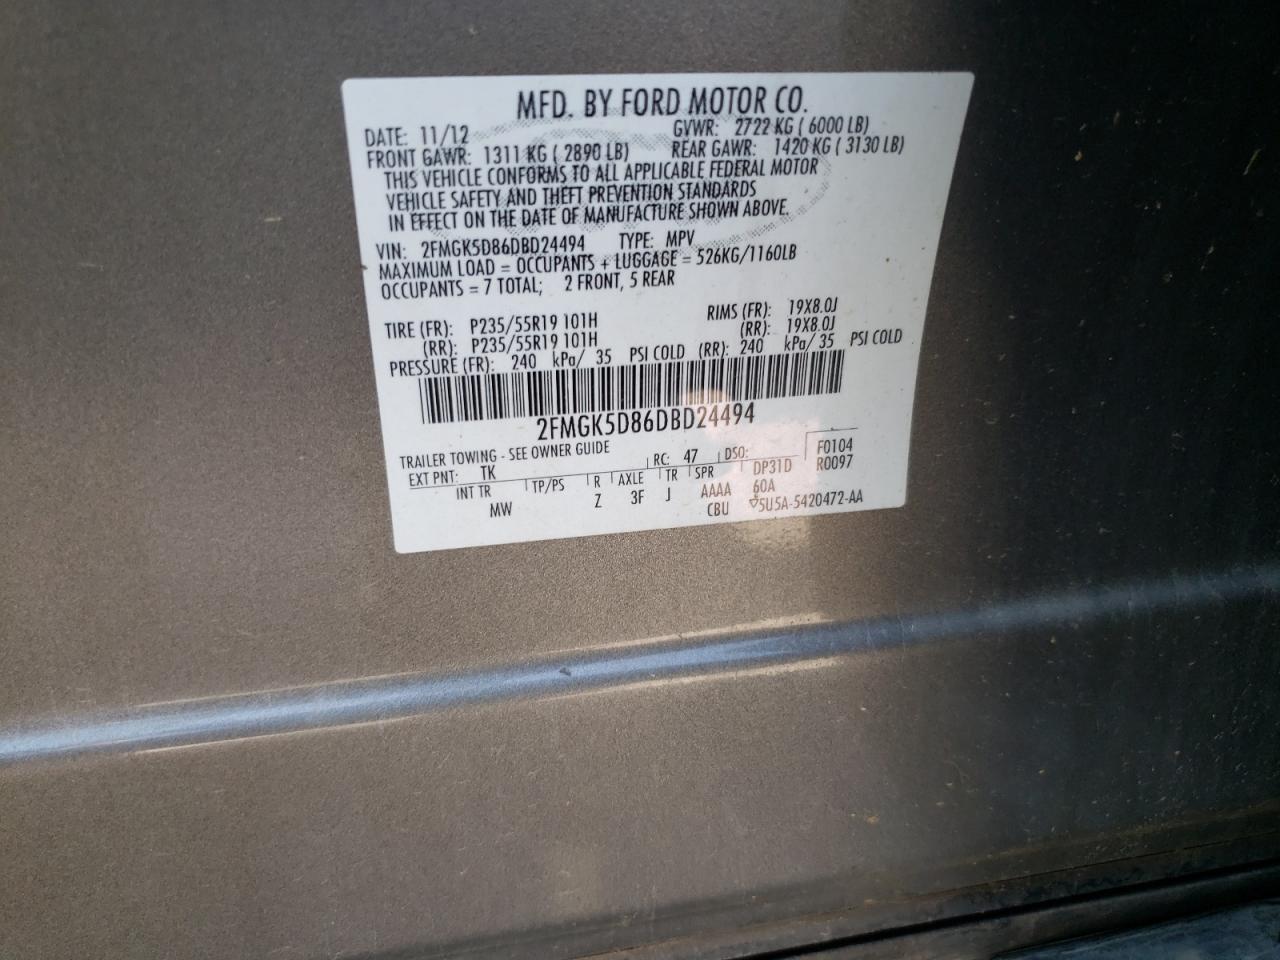 MFD. BY FORD MOTOR CO.
DATE: 11/12 GVWR: 2722 KG ( 6000 LB)
FRONT GAWR: 1311 KG ( 2890 LB) REAR GAWR: 1420 KG ( 3130 LB)
THIS VEHICLE CONFORMS TO ALL APPLICABLE FEDERAL MOTOR
VEHICLE SAFETY AND THEFT PREVENTION STANDARDS
IN EFFECT ON THE DATE OF MANUFACTURE SHOWN ABOVE.
VIN: 2FMGK5D86DBD24494 TYPE: MPV
MAXIMUM LOAD = OCCUPANTS + LUGGAGE = 526KG/1160LB
OCCUPANTS = 7 TOTAL; 2 FRONT, 5 REAR
TIRE (FR): P235/55R19 101H RIMS (FR): 19X8.0J
(RR): P235/55R19 101H (RR): 19X8.0J
PRESSURE (FR): 240 kPa/ 35 PSI COLD (RR): 240 kPa/ 35 PSI COLD
2FMGK5D86DBD24494
TRAILER TOWING - SEE OWNER GUIDE F0104
EXT PNT: TK RC: 47 DSO: R0097
INT TR TP/PS R AXLE TR SPR DP31D
MW Z 3F J AAAA 60A
CBU 5U5A-5420472-AA